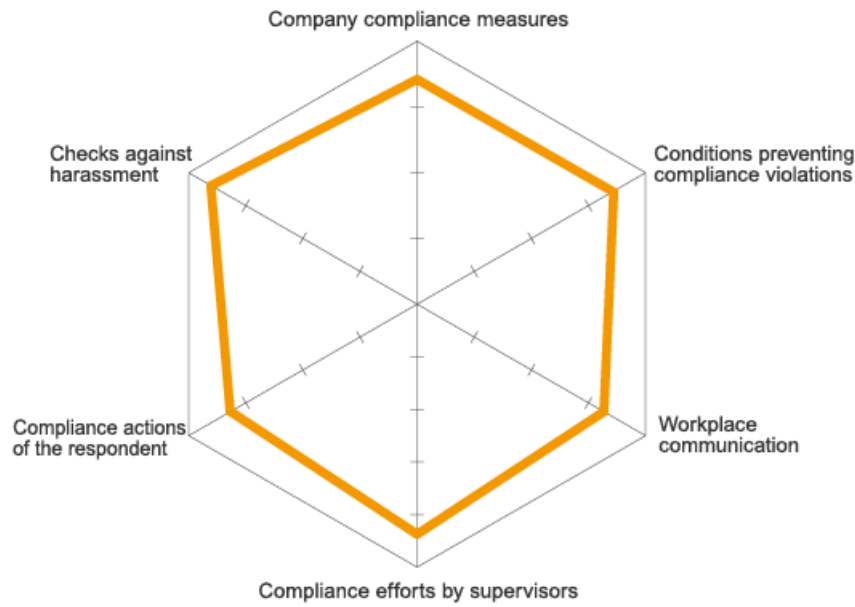 Company compliance measures
Checks against
harassment
Conditions preventing
compliance violations
Compliance actions
of the respondent
Workplace
communication
Compliance efforts by supervisors